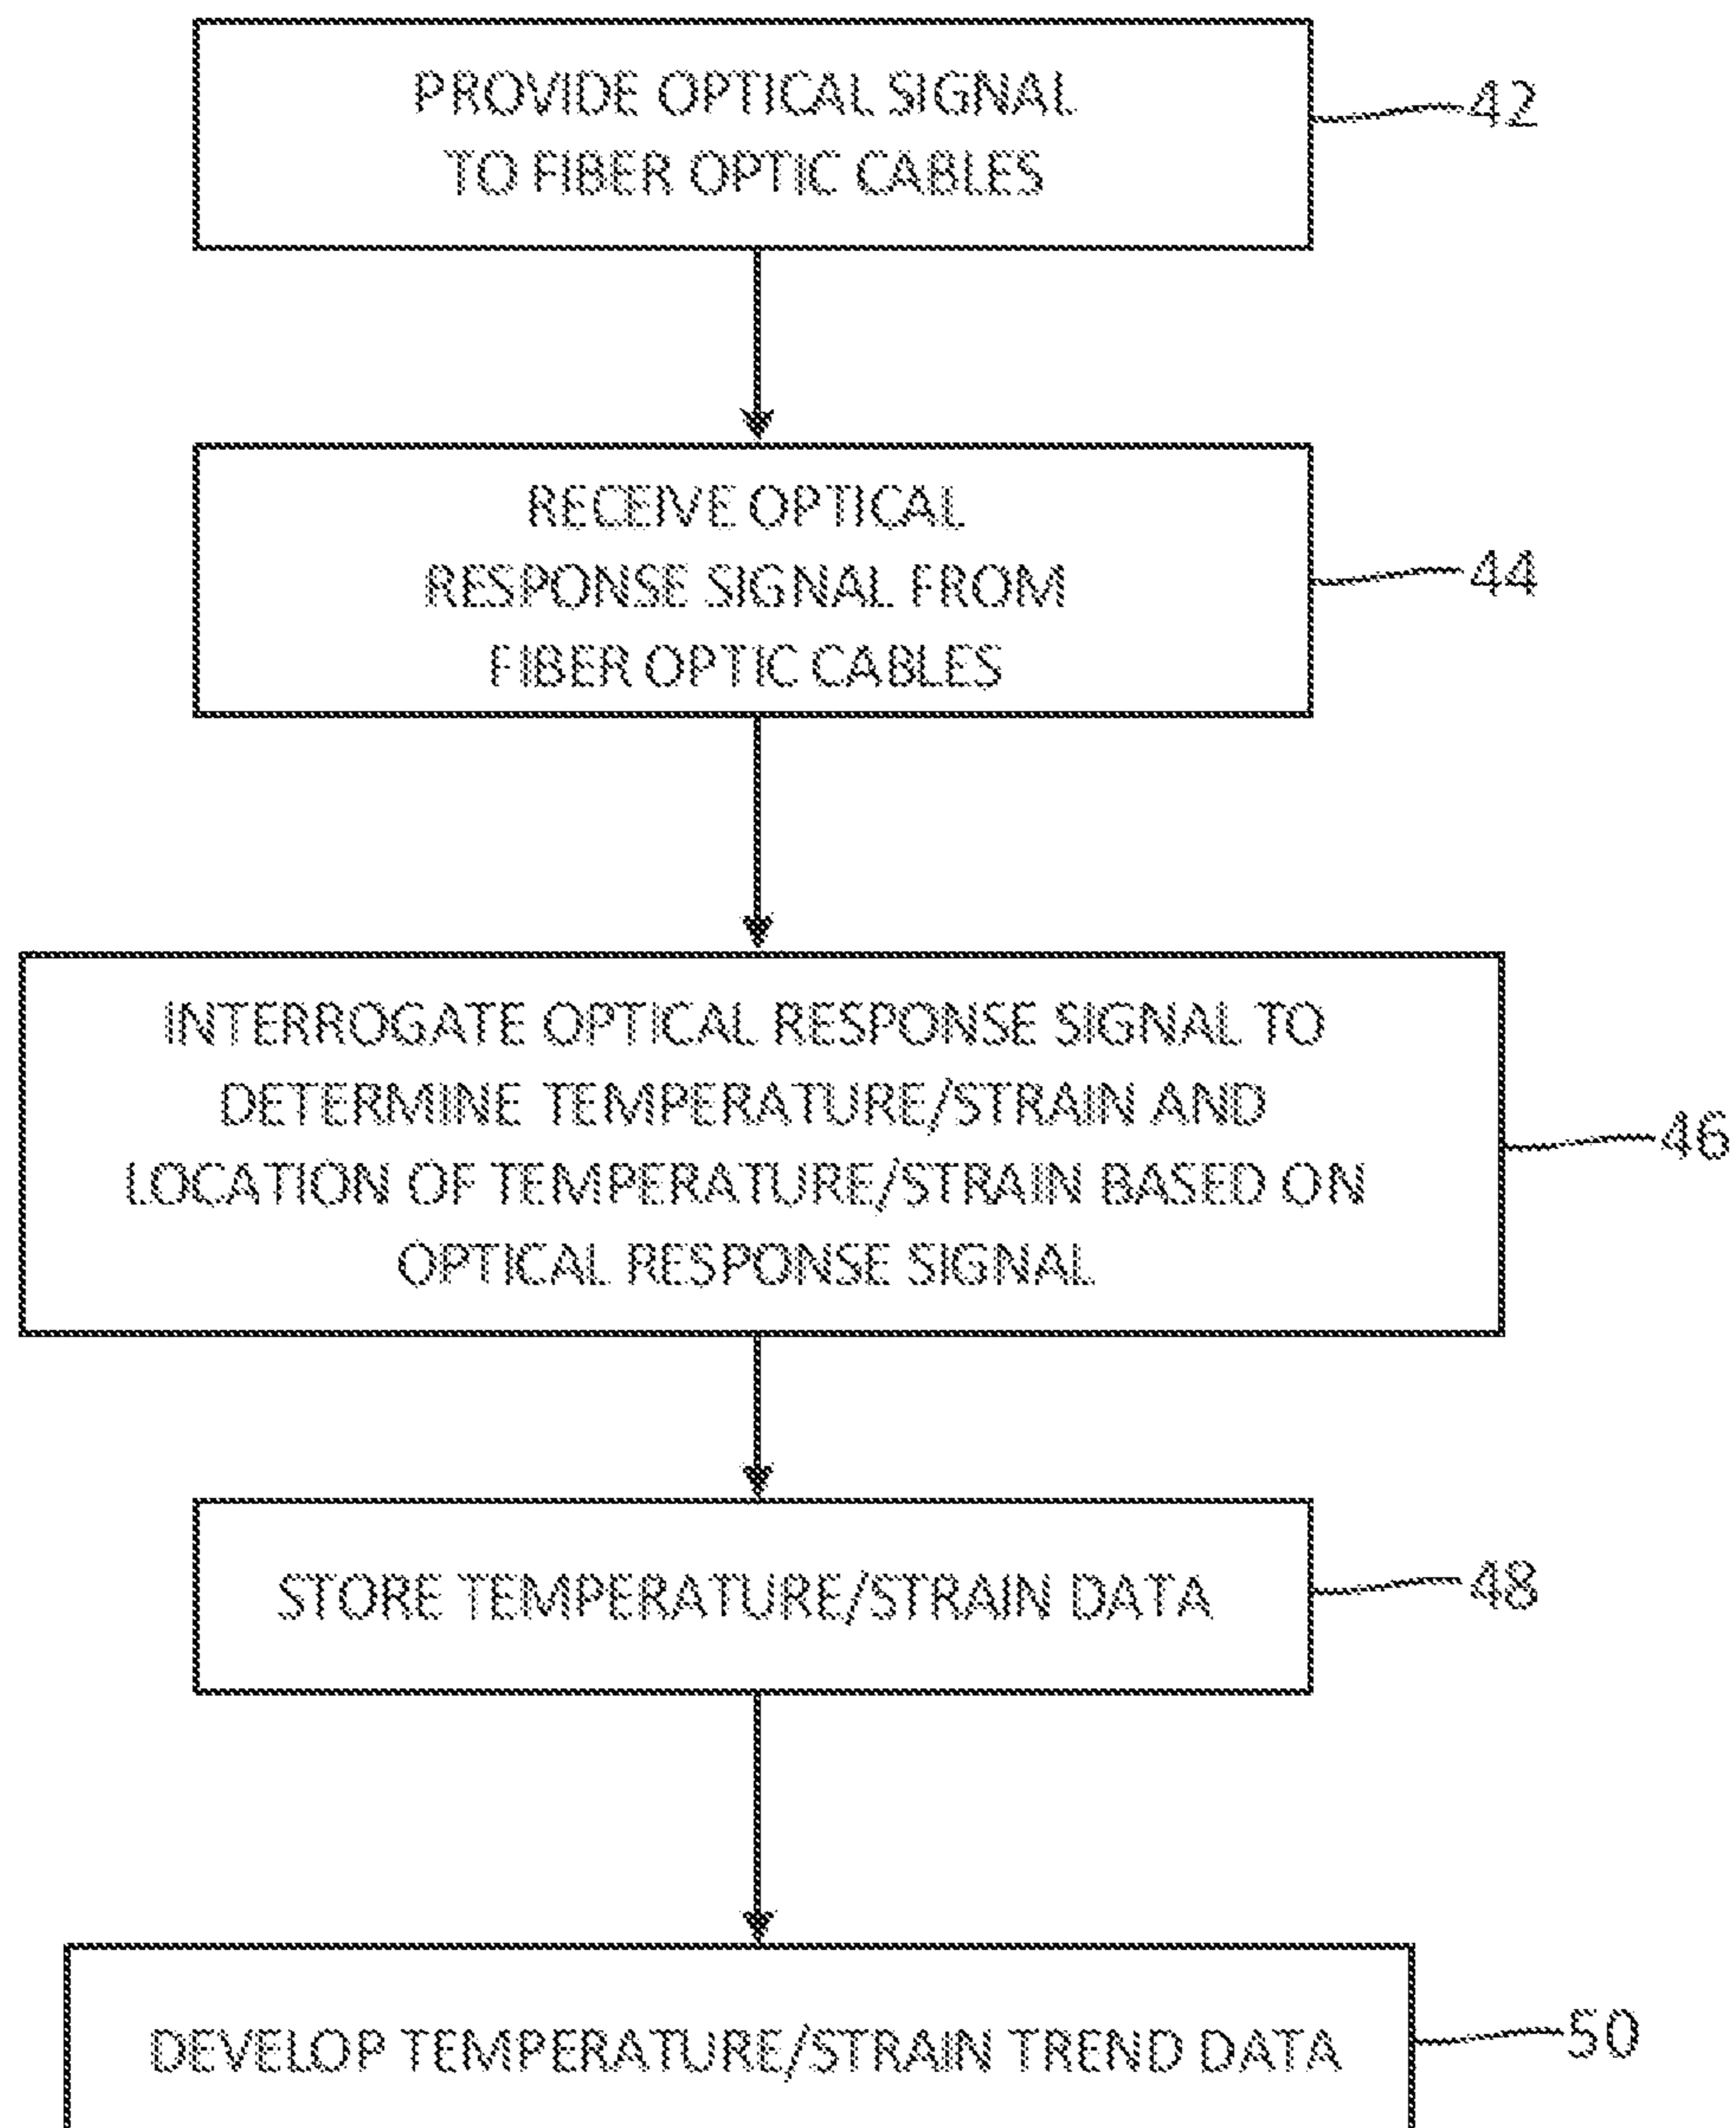 PROVIDE OPTICAL SIGNAL
TO FIBER OPTIC CABLES
42
RECEIVE OPTICAL
RESPONSE SIGNAL FROM
FIBER OPTIC CABLES
44
INTERROGATE OPTICAL RESPONSE SIGNAL TO
DETERMINE TEMPERATURE/STRAIN AND
LOCATION OF TEMPERATURE/STRAIN BASED ON
OPTICAL RESPONSE SIGNAL
46
STORE TEMPERATURE/STRAIN DATA
48
DEVELOP TEMPERATURE/STRAIN TREND DATA
50